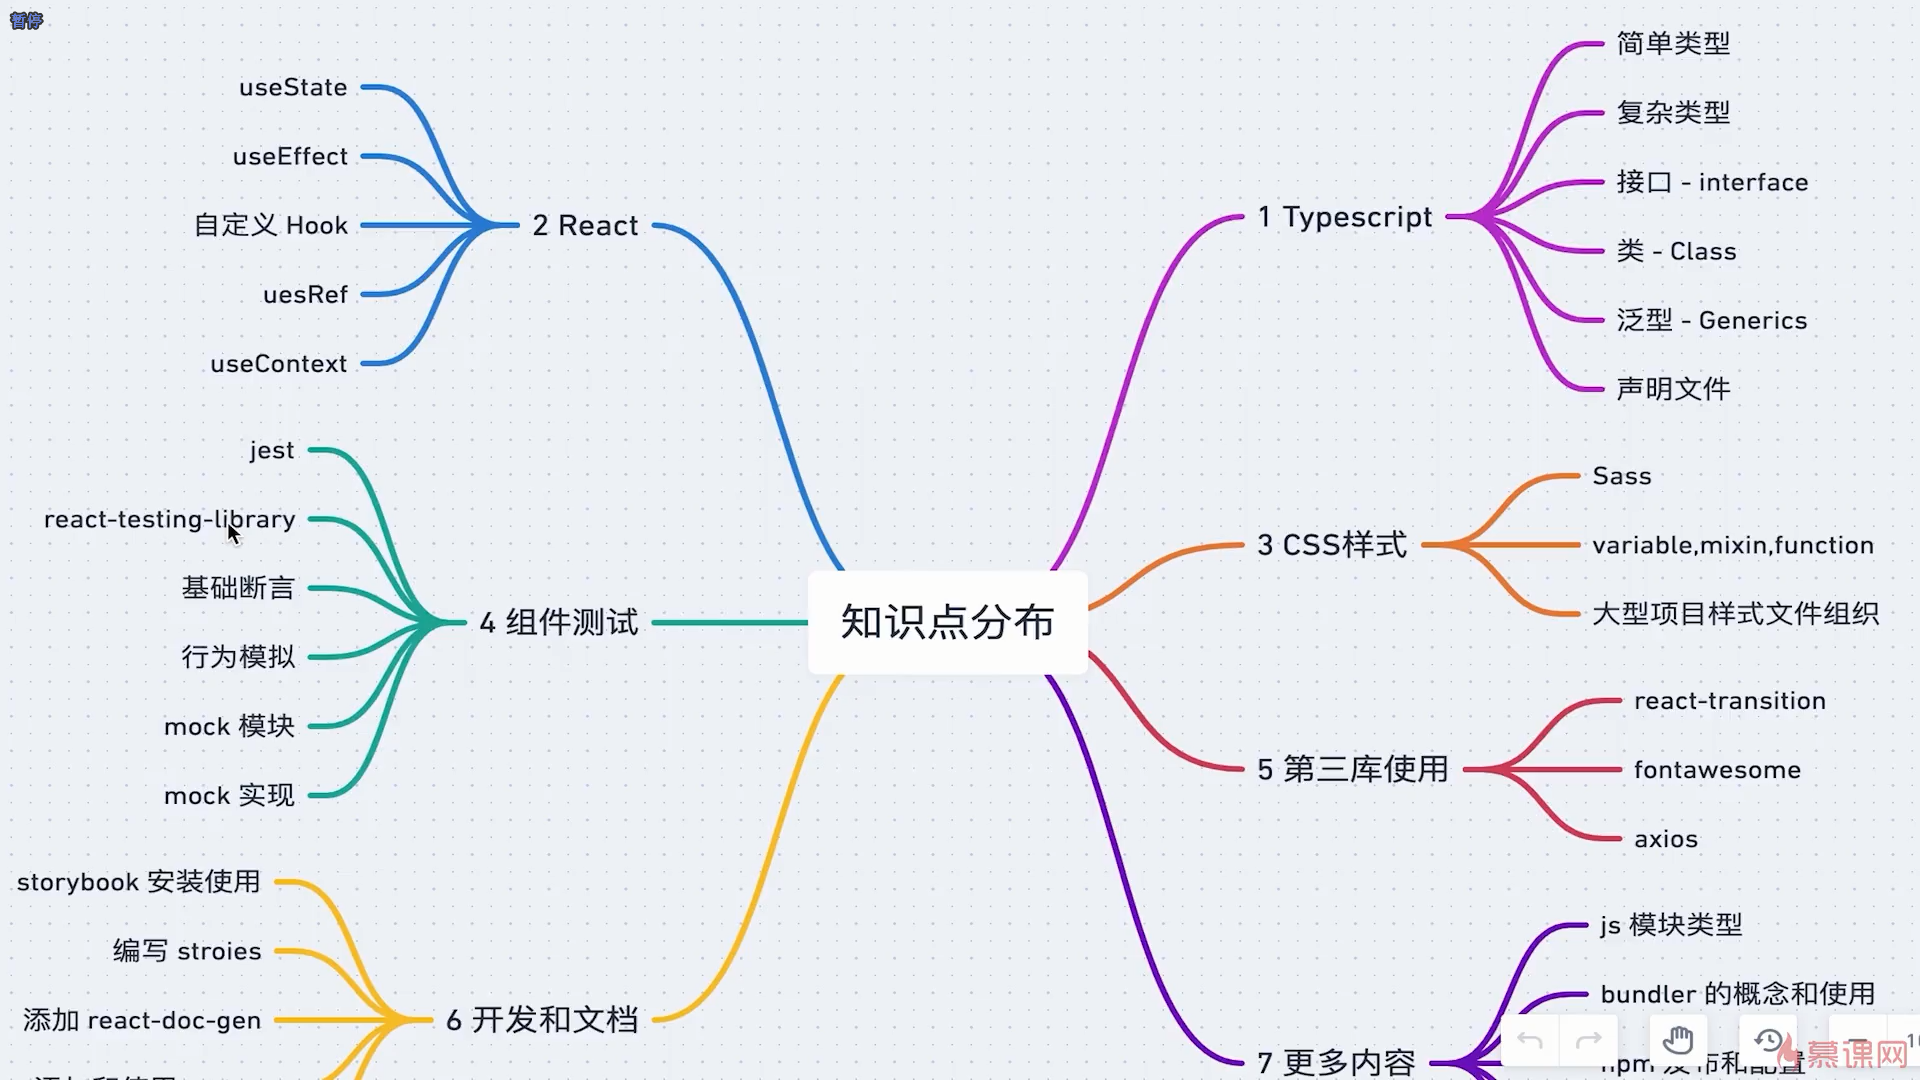 暂停
知识点分布
1 Typescript
简单类型
复杂类型
接口 - interface
类 - Class
泛型 - Generics
声明文件
2 React
useState
useEffect
自定义 Hook
uesRef
useContext
3 CSS样式
Sass
variable,mixin,function
大型项目样式文件组织
4 组件测试
jest
react-testing-library
基础断言
行为模拟
mock 模块
mock 实现
5 第三库使用
react-transition
fontawesome
axios
6 开发和文档
storybook 安装使用
编写 stroies
添加 react-doc-gen
7 更多内容
js 模块类型
bundler 的概念和使用
npm 发布和配置
慕课网